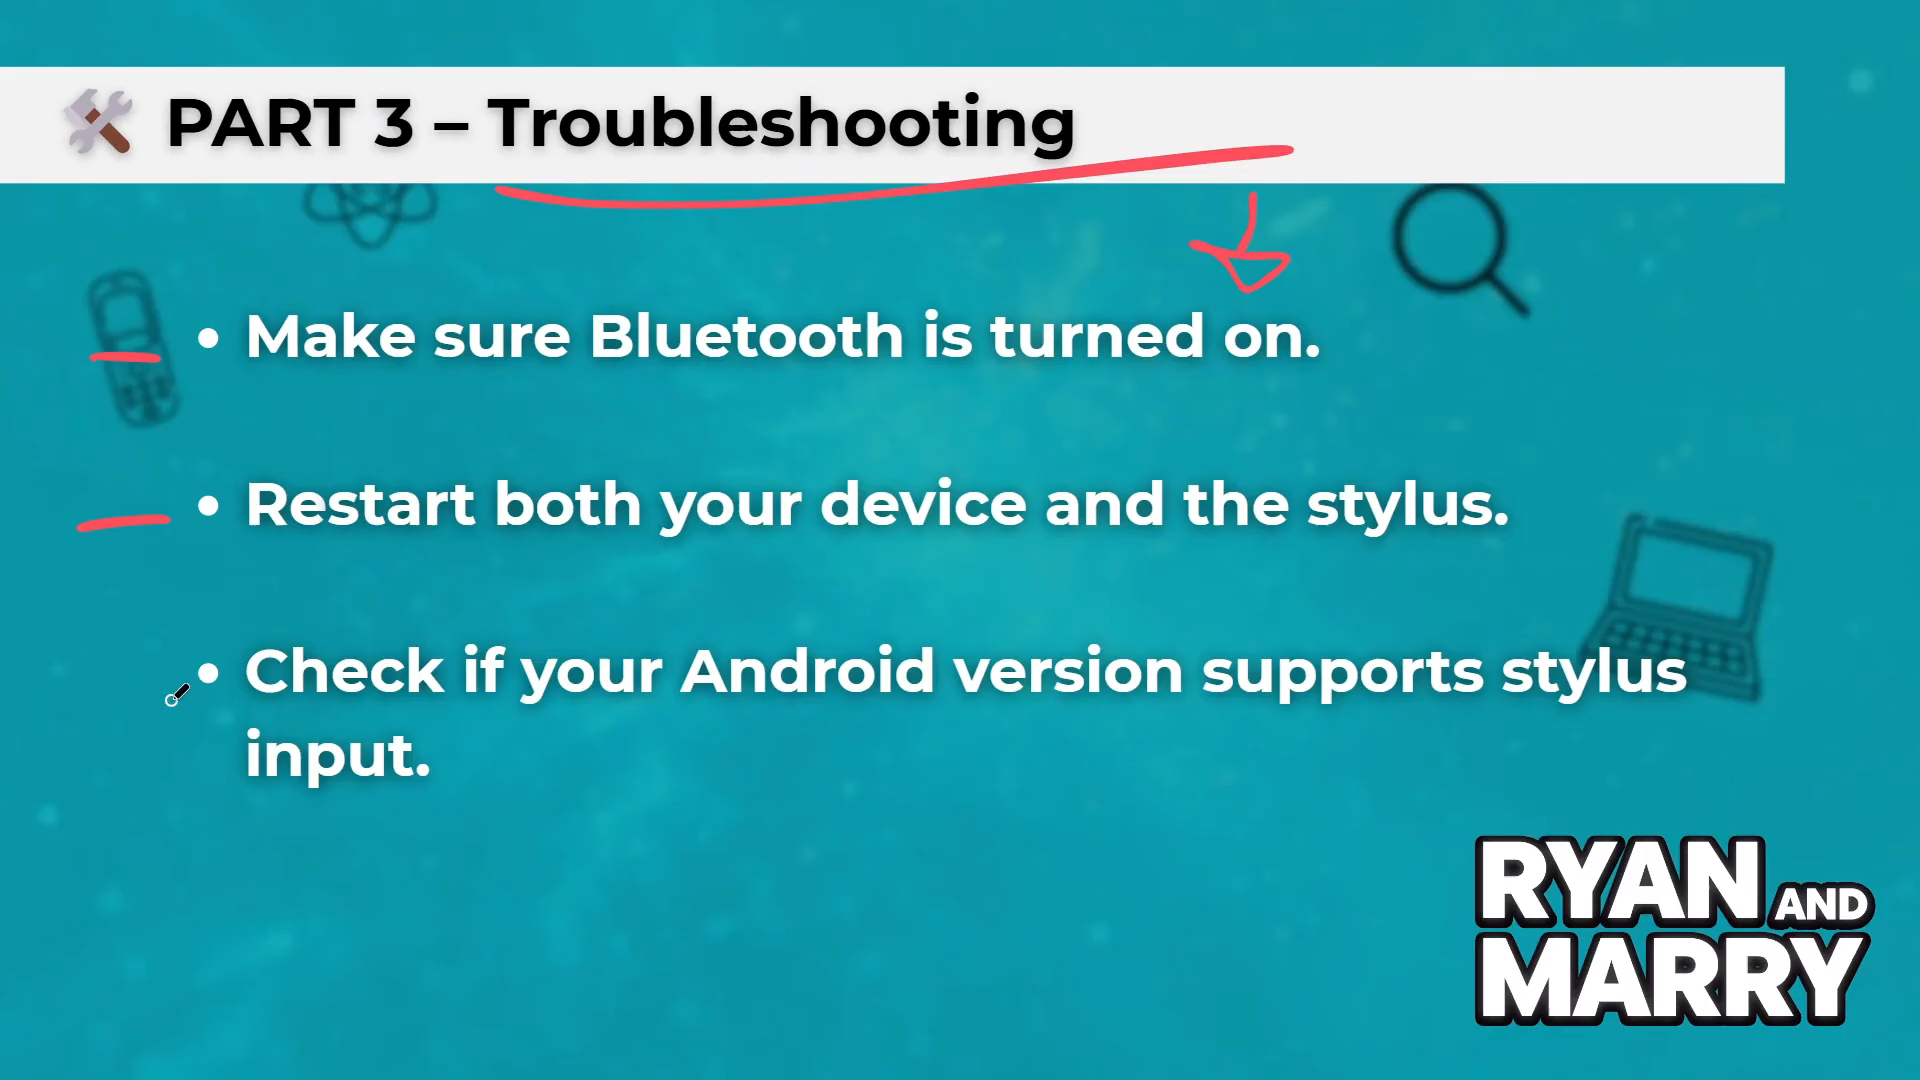 PART 3 – Troubleshooting
• Make sure Bluetooth is turned on.
• Restart both your device and the stylus.
• Check if your Android version supports stylus
input.
RYAN AND
MARRY